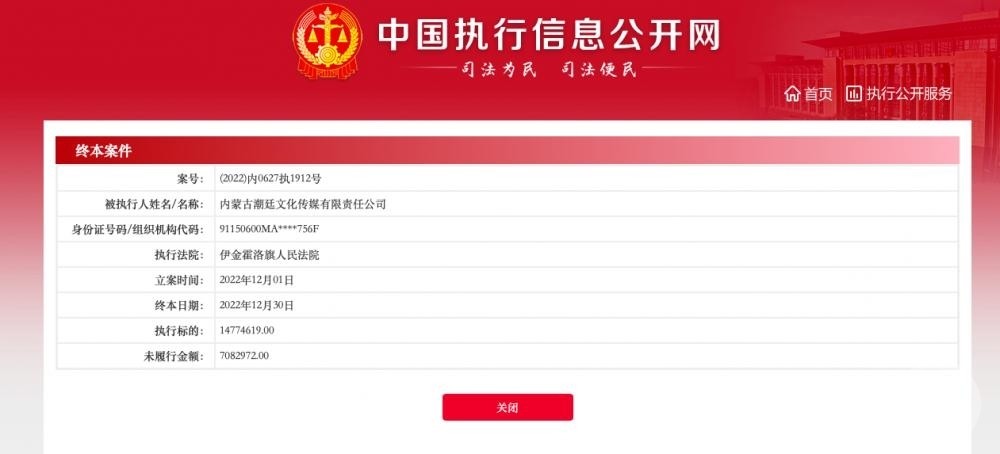 中国执行信息公开网
司法为民 司法便民
首页 执行公开服务
终本案件
案号： (2022)内0627执1912号
被执行人姓名/名称： 内蒙古潮廷文化传媒有限责任公司
身份证号码/组织机构代码： 91150600MA****756F
执行法院： 伊金霍洛旗人民法院
立案时间： 2022年12月01日
终本日期： 2022年12月30日
执行标的： 14774619.00
未履行金额： 7082972.00
关闭